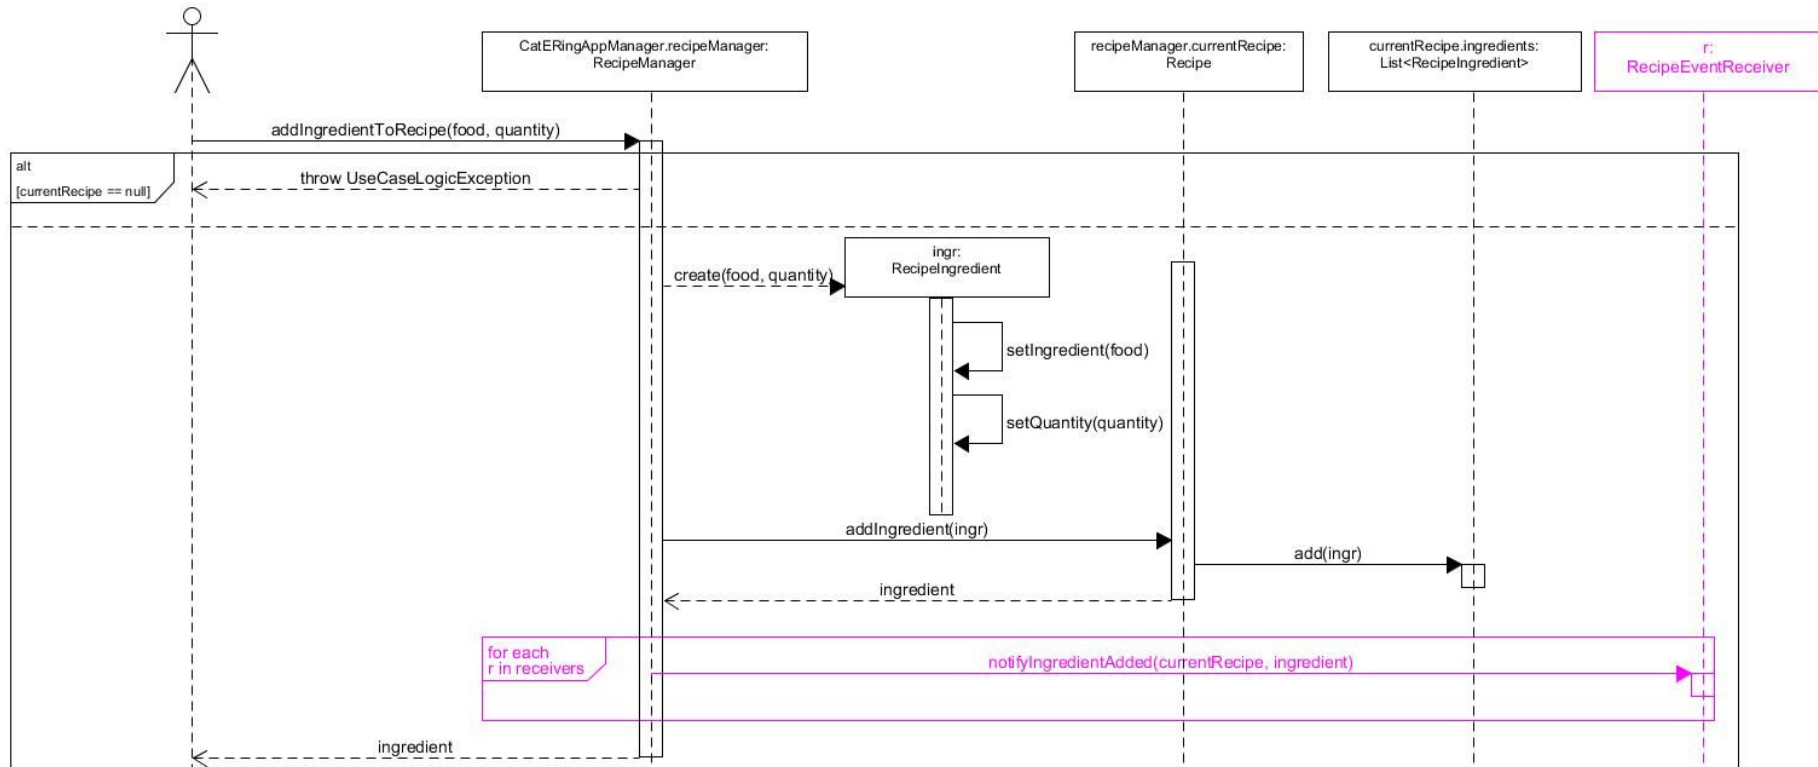 CatERingAppManager.recipeManager:
RecipeManager
recipeManager.currentRecipe:
Recipe
currentRecipe.ingredients:
List<RecipeIngredient>
r:
RecipeEventReceiver
addIngredientToRecipe(food, quantity)
alt
[currentRecipe == null]
throw UseCaseLogicException
ingr:
RecipeIngredient
create(food, quantity)
setIngredient(food)
setQuantity(quantity)
addIngredient(ingr)
add(ingr)
ingredient
for each
r in receivers
notifyIngredientAdded(currentRecipe, ingredient)
ingredient